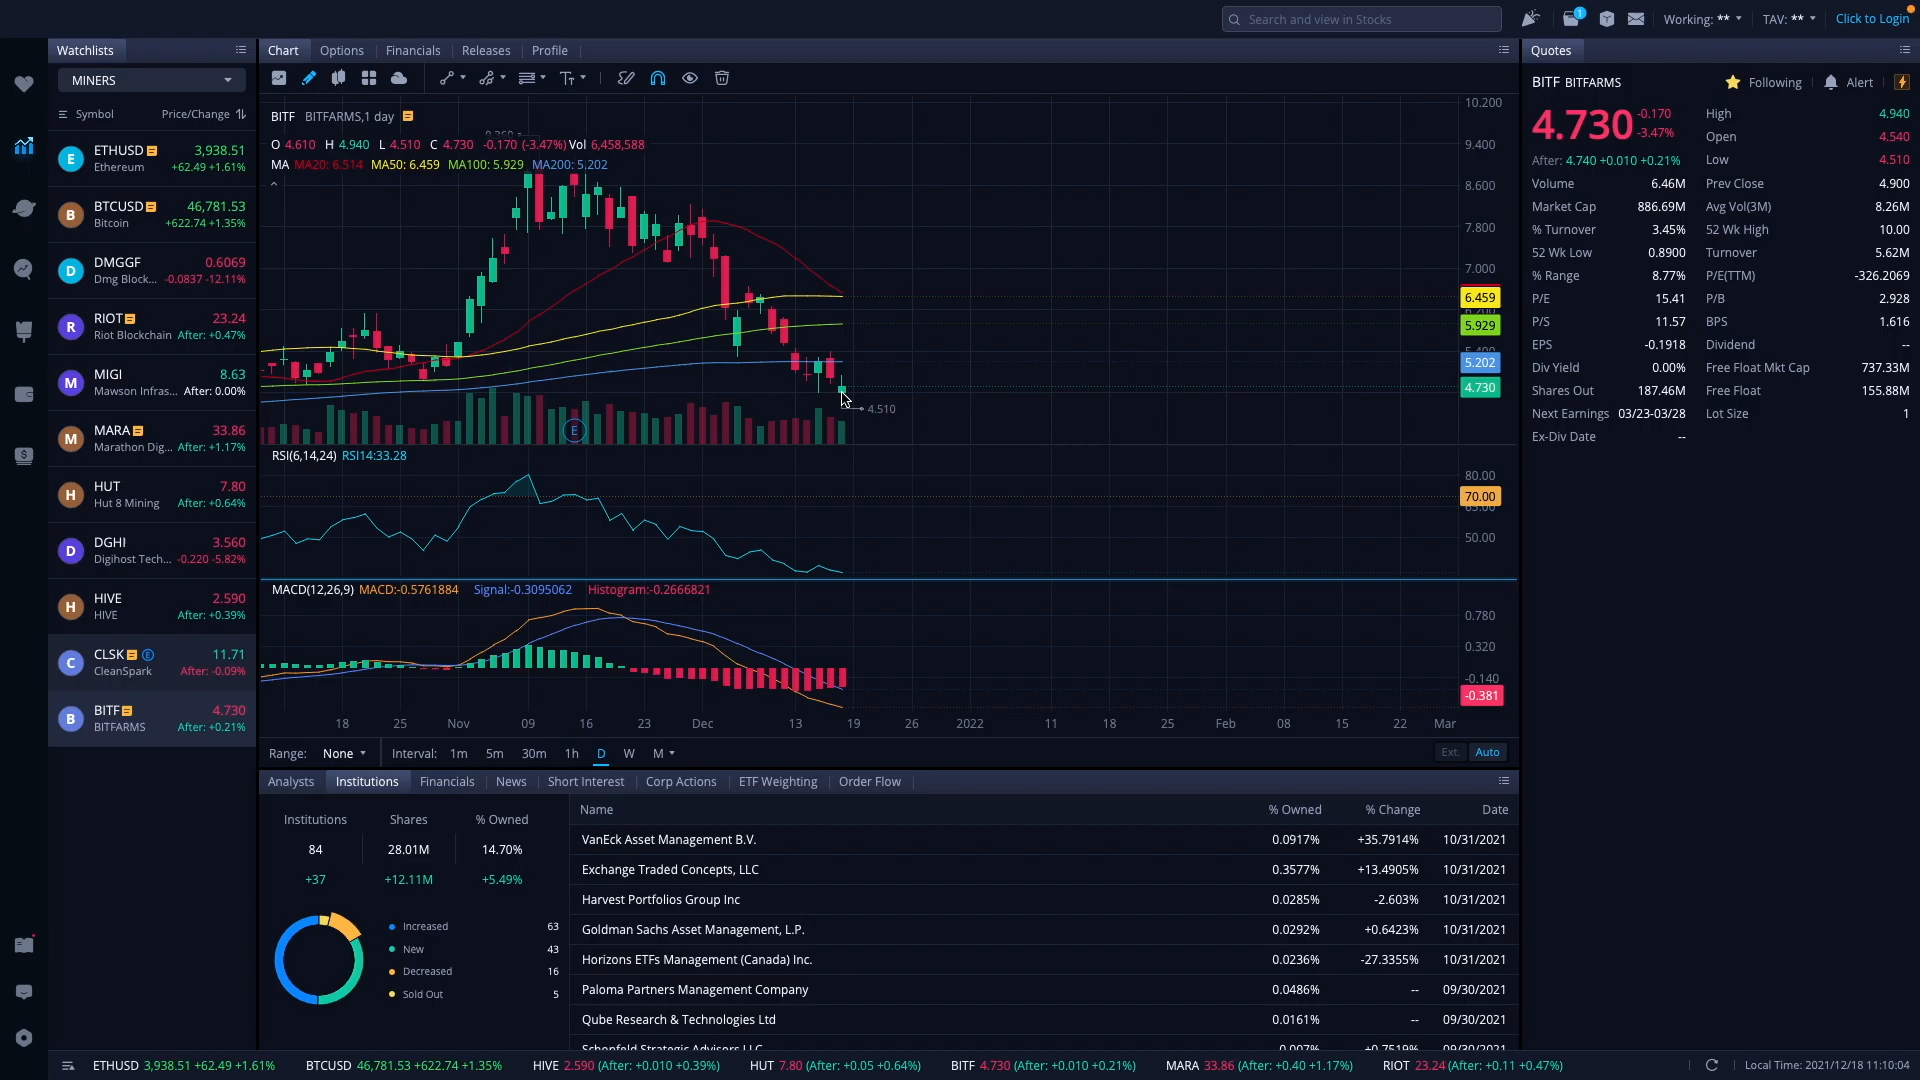 Search and view in Stocks
1
Working: **
TAV: **
Click to Login
Watchlists
MINERS
Symbol
Price/Change
E ETHUSD 3,938.51
Ethereum +62.49 +1.61%
B BTCUSD 46,781.53
Bitcoin +622.74 +1.35%
D DMGGF 0.6069
Dmg Block... -0.0837 -12.11%
R RIOT 23.24
Riot Blockchain After: +0.47%
M MIGI 8.63
Mawson Infras... After: 0.00%
M MARA 33.86
Marathon Dig... After: +1.17%
H HUT 7.80
Hut 8 Mining After: +0.64%
D DGHI 3.560
Digihost Tech... -0.220 -5.82%
H HIVE 2.590
HIVE After: +0.39%
C CLSK E 11.71
CleanSpark After: -0.09%
B BITF 4.730
BITFARMS After: +0.21%
Chart Options Financials Releases Profile
BITF BITFARMS,1 day
O 4.610 H 4.940 L 4.510 C 4.730 -0.170 (-3.47%) Vol 6,458,588
MA MA20: 6.514 MA50: 6.459 MA100: 5.929 MA200: 5.202
10.200
9.400
8.600
7.800
7.000
6.459
5.929
5.202
4.730
4.510
E
RSI(6,14,24) RSI14:33.28
80.00
70.00
50.00
MACD(12,26,9) MACD:-0.5761884 Signal:-0.3095062 Histogram:-0.2666821
0.780
0.320
-0.140
-0.381
18 25 Nov 09 16 23 Dec 13 19 26 2022 11 18 25 Feb 08 15 22 Mar
Range: None Interval: 1m 5m 30m 1h D W M Ext. Auto
Analysts Institutions Financials News Short Interest Corp Actions ETF Weighting Order Flow
Institutions Shares % Owned
84 28.01M 14.70%
+37 +12.11M +5.49%
Increased 63
New 43
Decreased 16
Sold Out 5
Name % Owned % Change Date
VanEck Asset Management B.V. 0.0917% +35.7914% 10/31/2021
Exchange Traded Concepts, LLC 0.3577% +13.4905% 10/31/2021
Harvest Portfolios Group Inc 0.0285% -2.603% 10/31/2021
Goldman Sachs Asset Management, L.P. 0.0292% +0.6423% 10/31/2021
Horizons ETFs Management (Canada) Inc. 0.0236% -27.3355% 10/31/2021
Paloma Partners Management Company 0.0486% -- 09/30/2021
Qube Research & Technologies Ltd 0.0161% -- 09/30/2021
Schonfeld Strategic Advisors LLC 0.007% +0.7519% 09/30/2021
Quotes
BITF BITFARMS Following Alert
4.730 -0.170
-3.47%
After: 4.740 +0.010 +0.21%
High 4.940
Open 4.540
Low 4.510
Volume 6.46M Prev Close 4.900
Market Cap 886.69M Avg Vol(3M) 8.26M
% Turnover 3.45% 52 Wk High 10.00
52 Wk Low 0.8900 Turnover 5.62M
% Range 8.77% P/E(TTM) -326.2069
P/E 15.41 P/B 2.928
P/S 11.57 BPS 1.616
EPS -0.1918 Dividend --
Div Yield 0.00% Free Float Mkt Cap 737.33M
Shares Out 187.46M Free Float 155.88M
Next Earnings 03/23-03/28 Lot Size 1
Ex-Div Date --
ETHUSD 3,938.51 +62.49 +1.61% BTCUSD 46,781.53 +622.74 +1.35% HIVE 2.590 (After: +0.010 +0.39%) HUT 7.80 (After: +0.05 +0.64%) BITF 4.730 (After: +0.010 +0.21%) MARA 33.86 (After: +0.40 +1.17%) RIOT 23.24 (After: +0.11 +0.47%) Local Time: 2021/12/18 11:10:04